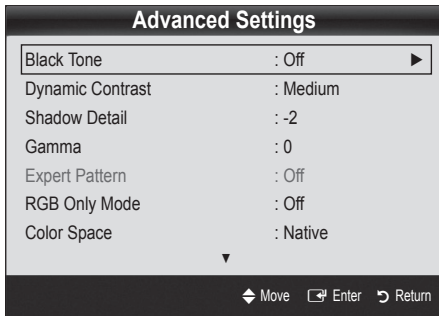 Advanced Settings
Black Tone : Off ▶
Dynamic Contrast : Medium
Shadow Detail : -2
Gamma : 0
Expert Pattern : Off
RGB Only Mode : Off
Color Space : Native
▼
Move Enter Return